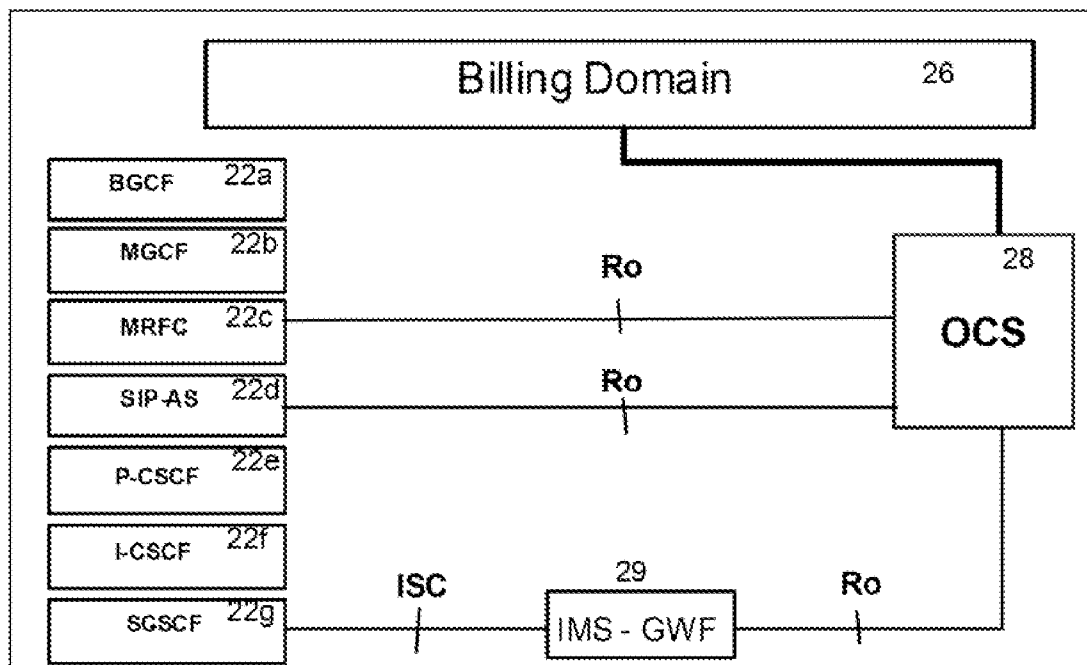 Billing Domain 26
BGCF 22a
MGCF 22b
MRFC 22c
SIP-AS 22d
P-CSCF 22e
I-CSCF 22f
SGSCF 22g
Ro
Ro
28
OCS
ISC
29
IMS - GWF
Ro